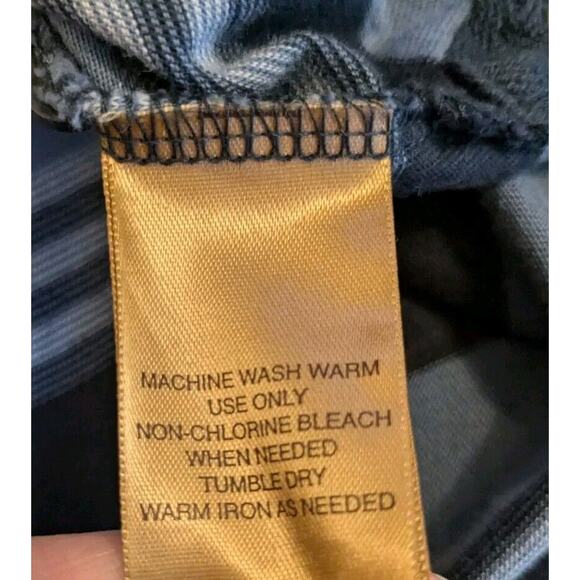 MACHINE WASH WARM
USE ONLY
NON-CHLORINE BLEACH
WHEN NEEDED
TUMBLE DRY
WARM IRON AS NEEDED